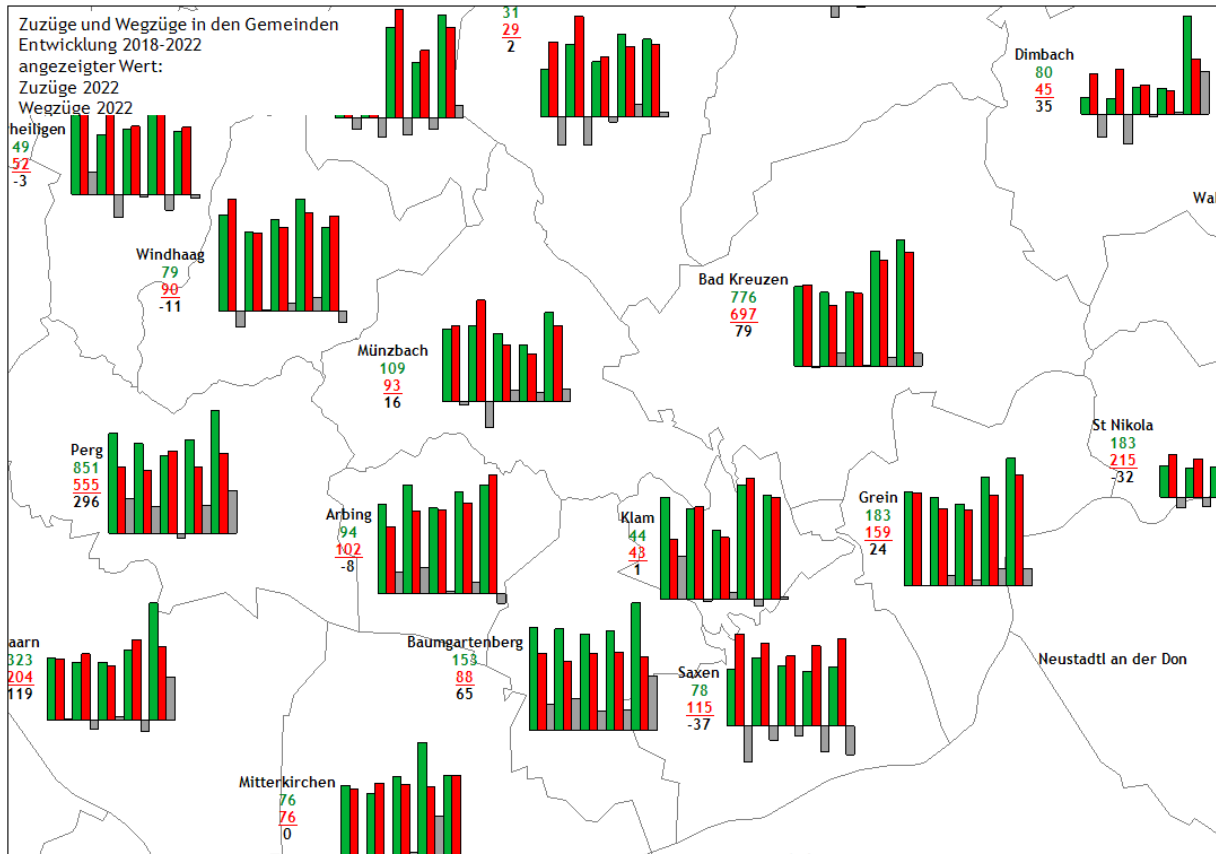 Zuzüge und Wegzüge in den Gemeinden
Entwicklung 2018-2022
angezeigter Wert:
Zuzüge 2022
Wegzüge 2022
31
29
2
Dimbach
80
45
35
rheiligen
49
52
-3
Wal
Windhaag
79
90
-11
Bad Kreuzen
776
697
79
Münzbach
109
93
16
St Nikola
183
215
-32
Perg
851
555
296
Arbing
94
102
-8
Klam
44
43
1
Grein
183
159
24
aarn
323
204
119
Baumgartenberg
153
88
65
Saxen
78
115
-37
Neustadtl an der Don
Mitterkirchen
76
76
0